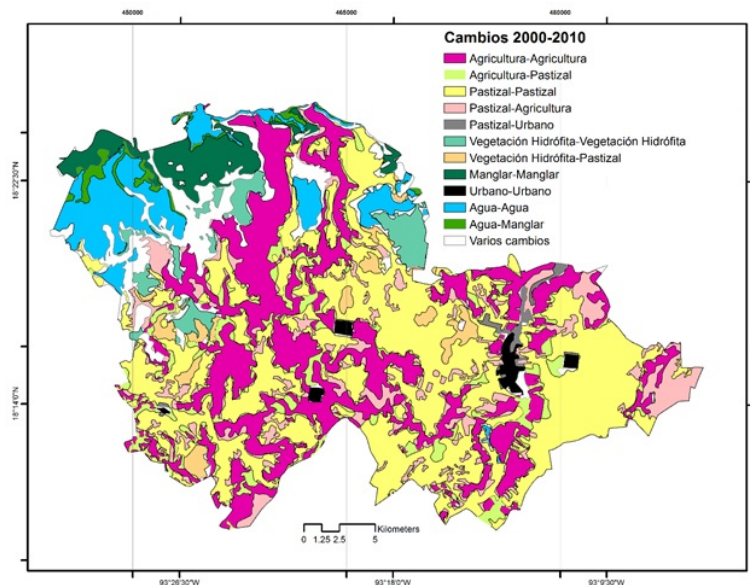 450000 465000 480000
Cambios 2000-2010
Agricultura-Agricultura
Agricultura-Pastizal
Pastizal-Pastizal
Pastizal-Agricultura
Pastizal-Urbano
Vegetación Hidrófita-Vegetación Hidrófita
Vegetación Hidrófita-Pastizal
Manglar-Manglar
Urbano-Urbano
Agua-Agua
Agua-Manglar
Varios cambios
18°22'30"N
18°14'0"N
Kilometers
0 1.25 2.5 5
93°26'30"W 93°18'0"W 93°9'30"W